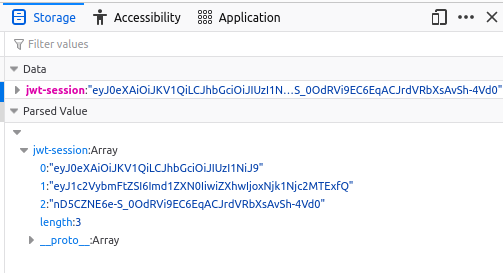 Storage Accessibility Application
Filter values
Data
jwt-session:"eyJ0eXAiOiJKV1QiLCJhbGciOiJIUzI1N…S_0OdRVi9EC6EqACJrdVRbXsAvSh-4Vd0"
Parsed Value
jwt-session:Array
0:"eyJ0eXAiOiJKV1QiLCJhbGciOiJIUzI1NiJ9"
1:"eyJ1c2VybmFtZSI6Imd1ZXN0IiwiZXhwIjoxNjk1Njc2MTExfQ"
2:"nD5CZNE6e-S_0OdRVi9EC6EqACJrdVRbXsAvSh-4Vd0"
length:3
__proto__:Array